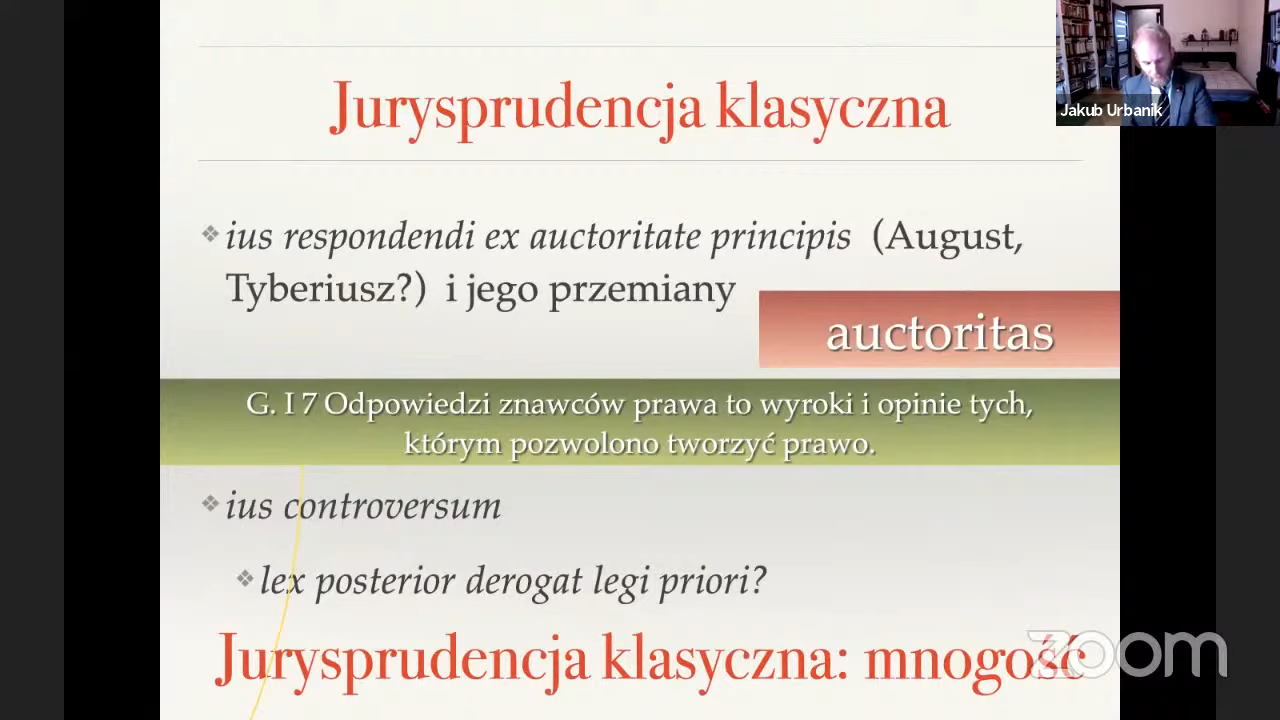 Jurysprudencja klasyczna
Jakub Urbanik
ius respondendi ex auctoritate principis (August,
Tyberiusz?) i jego przemiany
auctoritas
G. I 7 Odpowiedzi znawców prawa to wyroki i opinie tych,
którym pozwolono tworzyć prawo.
ius controversum
lex posterior derogat legi priori?
Jurysprudencja klasyczna: mnogość
zoom